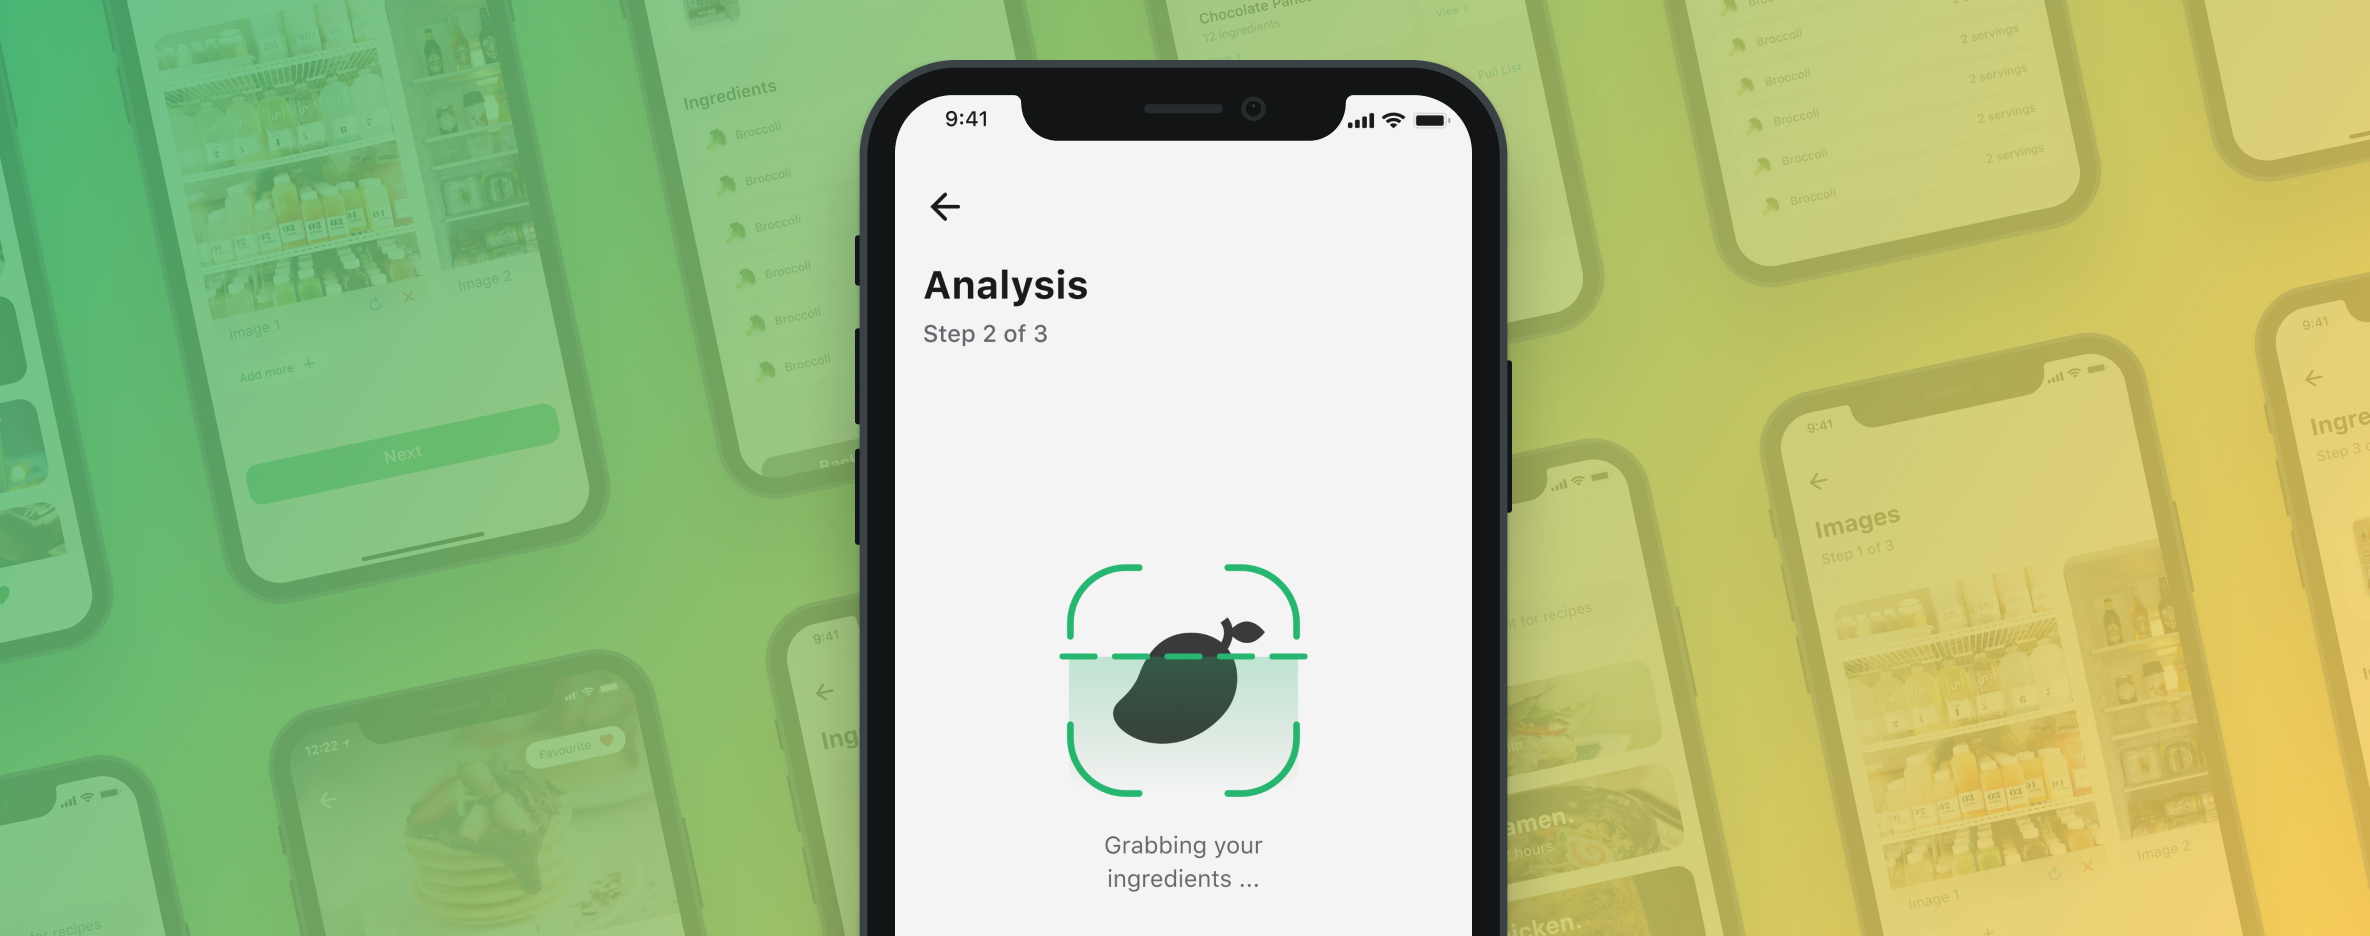 Image 1
Image 2
Add more +
Next
Ingredients
Broccoli
Broccoli
Broccoli
Broccoli
Broccoli
Broccoli
12 ingredients
View >
View >
Full List
Broccoli
2 servings
Broccoli
2 servings
Broccoli
2 servings
Broccoli
2 servings
Broccoli
9:41
Analysis
Step 2 of 3
Grabbing your
ingredients ...
12:22
Favourite
for recipes
9:41
Ing
for recipes
amen.
hours
icken.
9:41
Images
Step 1 of 3
Image 1
Image 2
9:41
Ingre
Step 3